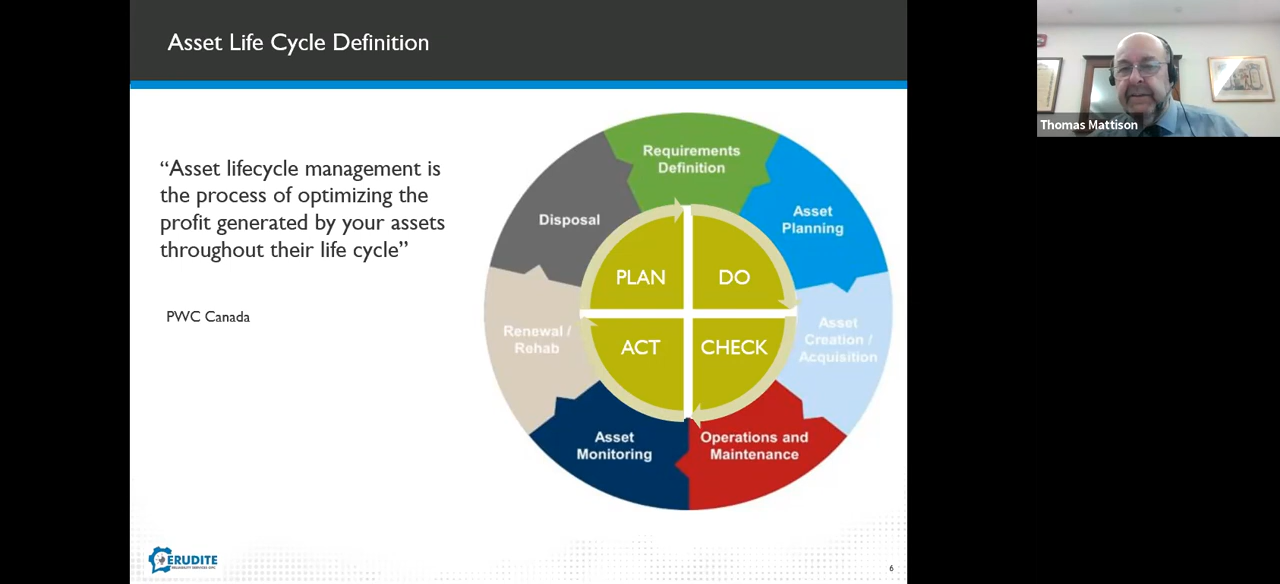 Asset Life Cycle Definition
“Asset lifecycle management is
the process of optimizing the
profit generated by your assets
throughout their life cycle”
PWC Canada
Requirements
Definition
Asset
Planning
Asset
Creation /
Acquisition
Operations and
Maintenance
Asset
Monitoring
Renewal /
Rehab
Disposal
PLAN
DO
ACT
CHECK
ERUDITE
RELIABILITY SERVICES
6
Thomas Mattison